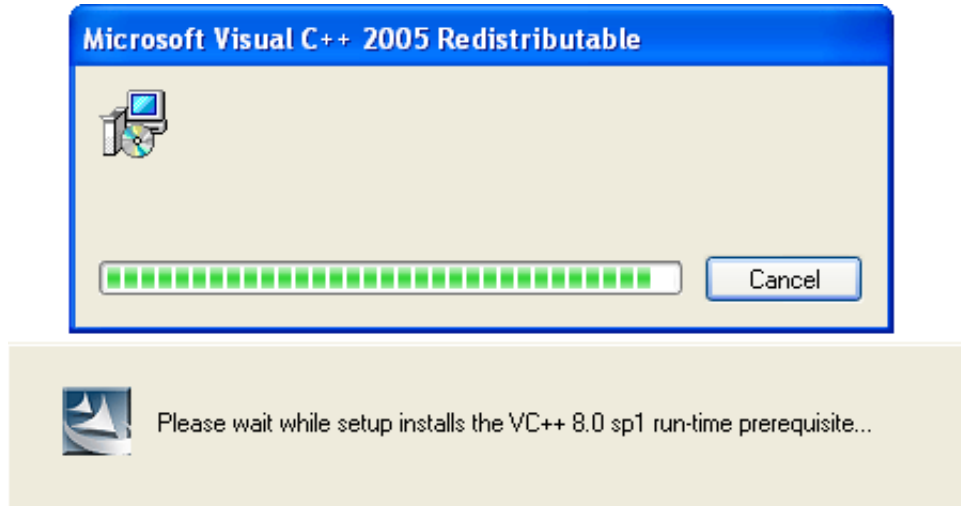 Microsoft Visual C++ 2005 Redistributable
Cancel
Please wait while setup installs the VC++ 8.0 sp1 run-time prerequisite...